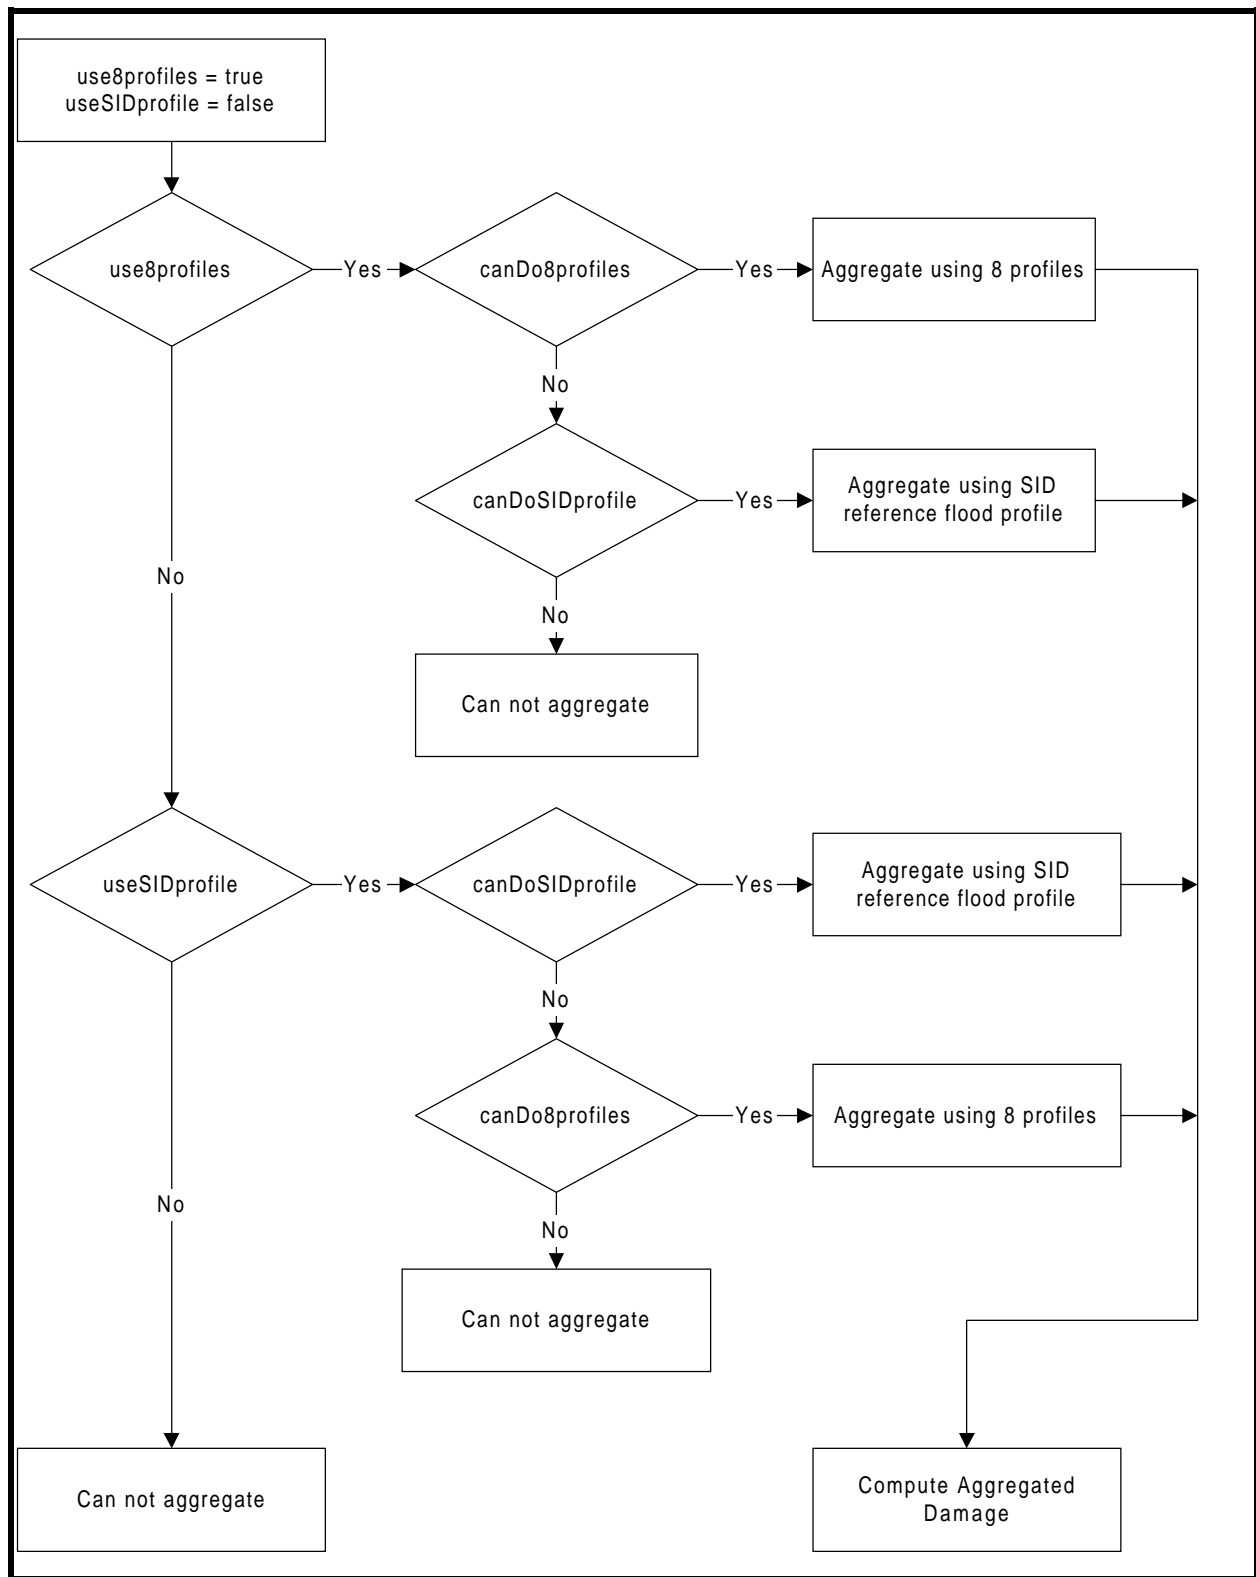 use8profiles = true
useSIDprofile = false
use8profiles
Yes
canDo8profiles
Yes
Aggregate using 8 profiles
No
canDoSIDprofile
Yes
Aggregate using SID
reference flood profile
No
No
Can not aggregate
useSIDprofile
Yes
canDoSIDprofile
Yes
Aggregate using SID
reference flood profile
No
canDo8profiles
Yes
Aggregate using 8 profiles
No
No
Can not aggregate
Can not aggregate
Compute Aggregated
Damage